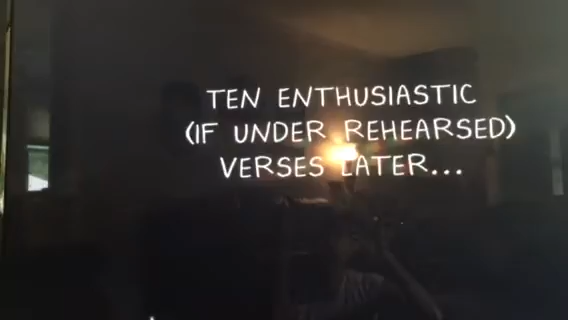 TEN ENTHUSIASTIC
(IF UNDER REHEARSED)
VERSES LATER...